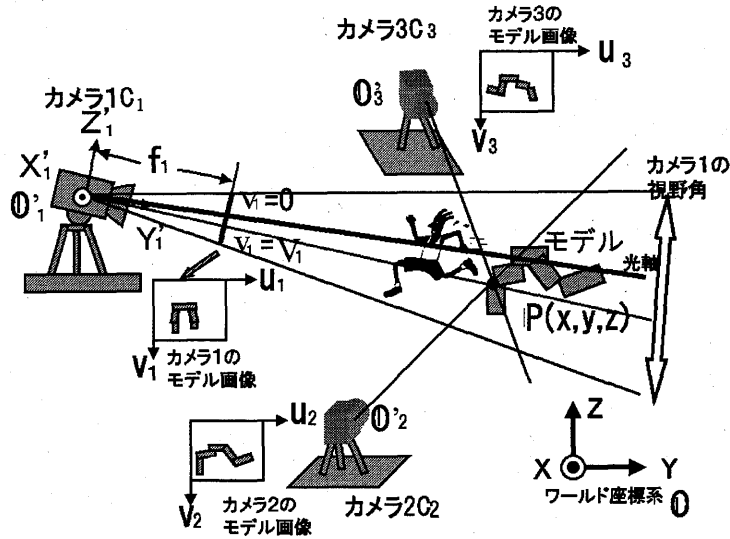 カメラ3の
モデル画像
カメラ3C₃
u₃
O'₃
v₃
カメラ1C₁
Z'₁
f₁
X'₁
O'₁
Y'₁
v₁=0
v₁=V₁
カメラ1の
視野角
モデル
光軸
P(x,y,z)
u₁
v₁
カメラ1の
モデル画像
u₂
O'₂
v₂
カメラ2の
モデル画像
カメラ2C₂
Z
X
Y
ワールド座標系 O